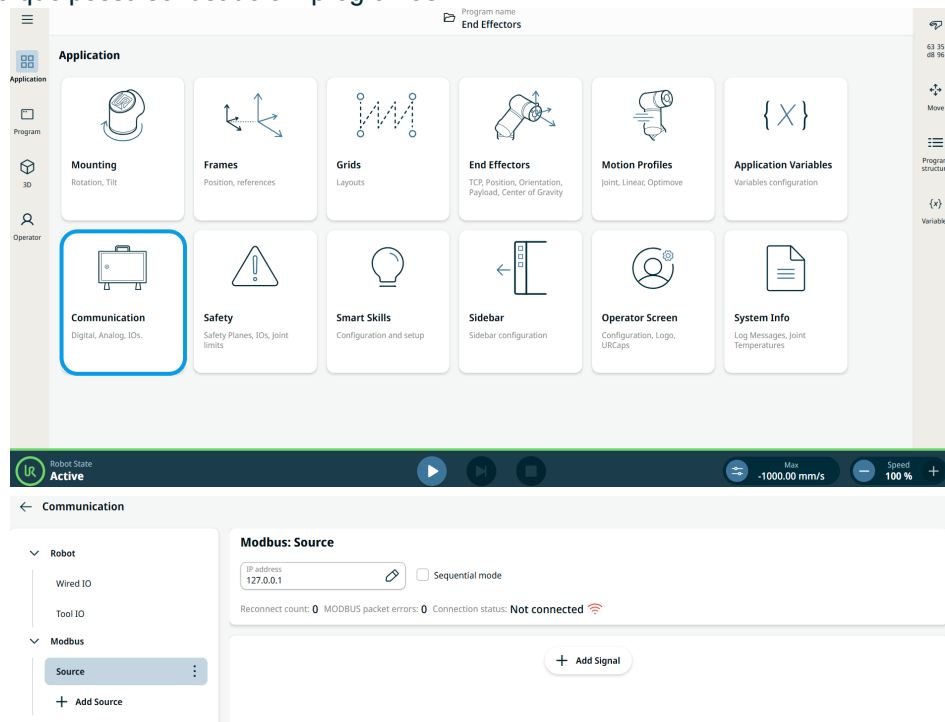 Program name
End Effectors
63 35
d8 96
Application
Application
Move
Program
Mounting
Rotation, Tilt
Frames
Position, references
Grids
Layouts
End Effectors
TCP, Position, Orientation,
Payload, Center of Gravity
Motion Profiles
Joint, Linear, Optimove
Application Variables
Variables configuration
3D
Operator
Communication
Digital, Analog, IOs.
Safety
Safety Planes, IOs, Joint
limits
Smart Skills
Configuration and setup
Sidebar
Sidebar configuration
Operator Screen
Configuration, Logo,
URCaps
System Info
Log Messages, Joint
Temperatures
Robot State
Active
Max
-1000.00 mm/s
Speed
100 %
Communication
Robot
Wired IO
Tool IO
Modbus
Source
Add Source
Modbus: Source
IP address
127.0.0.1
Sequential mode
Reconnect count: 0 MODBUS packet errors: 0 Connection status: Not connected
Add Signal